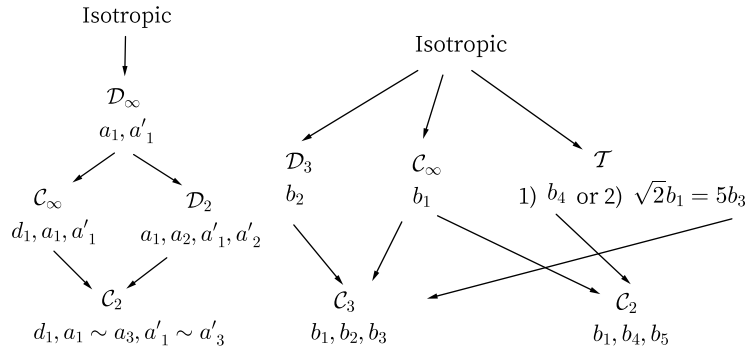 Isotropic
𝒟∞
a₁, a′₁
𝒞∞
d₁, a₁, a′₁
𝒟₂
a₁, a₂, a′₁, a′₂
𝒞₂
d₁, a₁ ∼ a₃, a′₁ ∼ a′₃
Isotropic
𝒟₃
b₂
𝒞∞
b₁
𝒯
1) b₄ or 2) √2b₁ = 5b₃
𝒞₃
b₁, b₂, b₃
𝒞₂
b₁, b₄, b₅